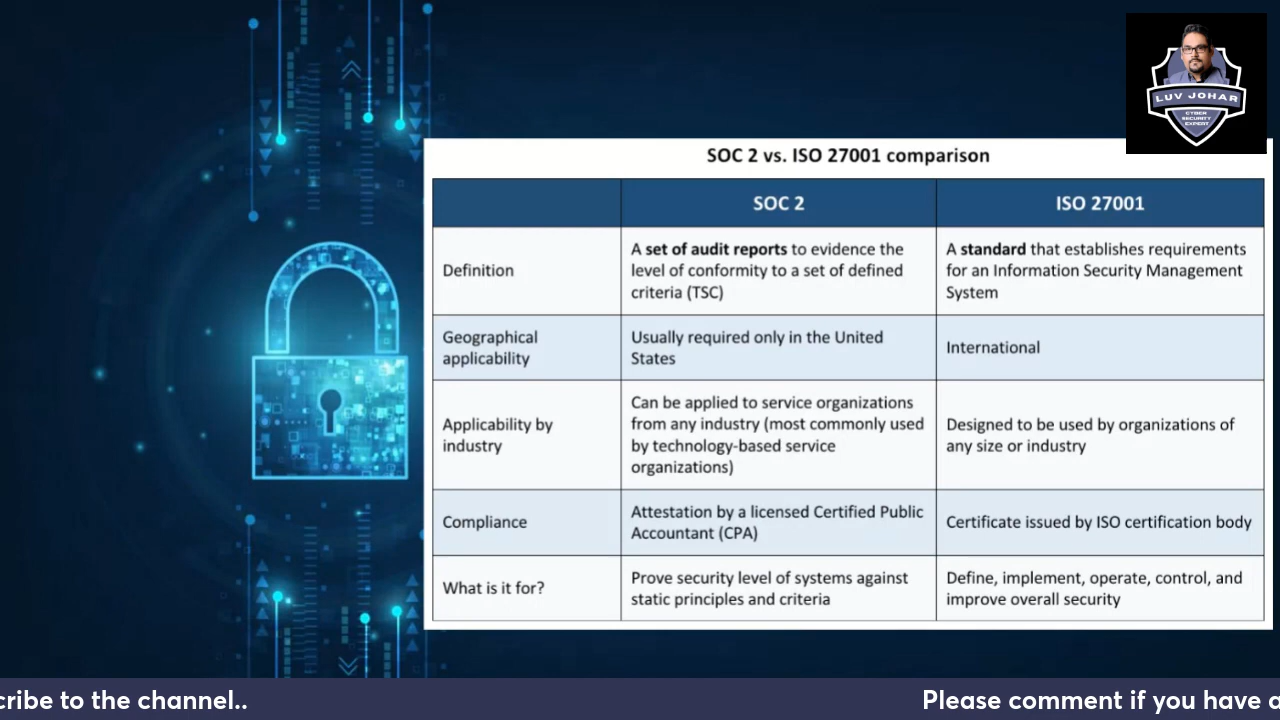 LUV JOHAR
CYBER
SECURITY
EXPERT
SOC 2 vs. ISO 27001 comparison
SOC 2
ISO 27001
Definition
A set of audit reports to evidence the
level of conformity to a set of defined
criteria (TSC)
A standard that establishes requirements
for an Information Security Management
System
Geographical
applicability
Usually required only in the United
States
International
Applicability by
industry
Can be applied to service organizations
from any industry (most commonly used
by technology-based service
organizations)
Designed to be used by organizations of
any size or industry
Compliance
Attestation by a licensed Certified Public
Accountant (CPA)
Certificate issued by ISO certification body
What is it for?
Prove security level of systems against
static principles and criteria
Define, implement, operate, control, and
improve overall security
cribe to the channel..
Please comment if you have